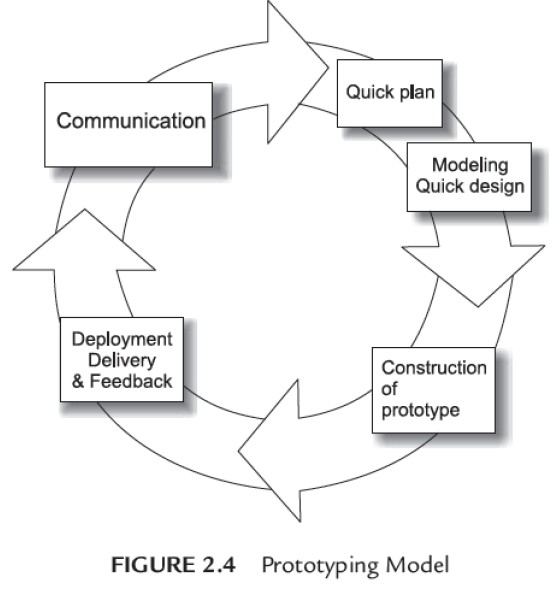 Communication
Quick plan
Modeling
Quick design
Construction
of
prototype
Deployment
Delivery
& Feedback
FIGURE 2.4 Prototyping Model